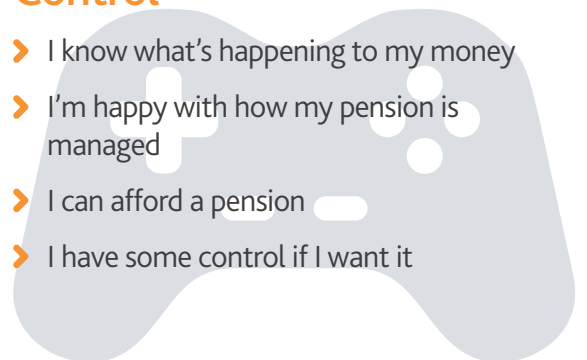 Control
I know what's happening to my money
I'm happy with how my pension is
managed
I can afford a pension
I have some control if I want it